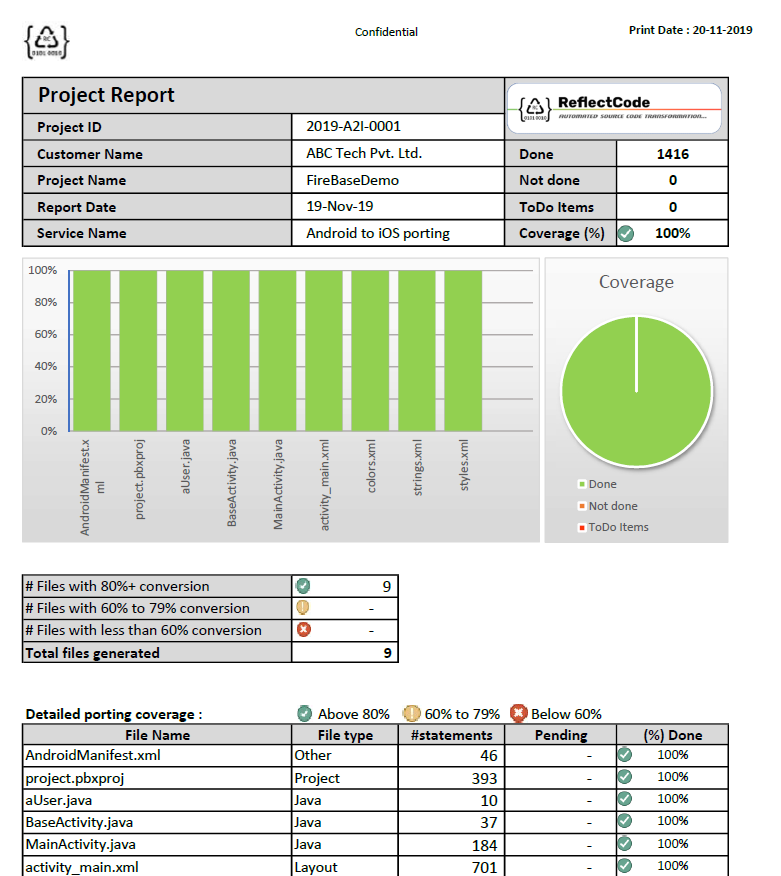 Confidential
Print Date : 20-11-2019
RC
0101 0010
Project Report
RC
0101 0010
ReflectCode
AUTOMATED SOURCE CODE TRANSFORMATION...
Project ID 2019-A2I-0001
Customer Name ABC Tech Pvt. Ltd. Done 1416
Project Name FireBaseDemo Not done 0
Report Date 19-Nov-19 ToDo Items 0
Service Name Android to iOS porting Coverage (%) 100%
100%
80%
60%
40%
20%
0%
AndroidManifest.x
ml
project.pbxproj
aUser.java
BaseActivity.java
MainActivity.java
activity_main.xml
colors.xml
strings.xml
styles.xml
Coverage
Done
Not done
ToDo Items
# Files with 80%+ conversion 9
# Files with 60% to 79% conversion -
# Files with less than 60% conversion -
Total files generated 9
Detailed porting coverage : Above 80% 60% to 79% Below 60%
File Name File type #statements Pending (%) Done
AndroidManifest.xml Other 46 - 100%
project.pbxproj Project 393 - 100%
aUser.java Java 10 - 100%
BaseActivity.java Java 37 - 100%
MainActivity.java Java 184 - 100%
activity_main.xml Layout 701 - 100%